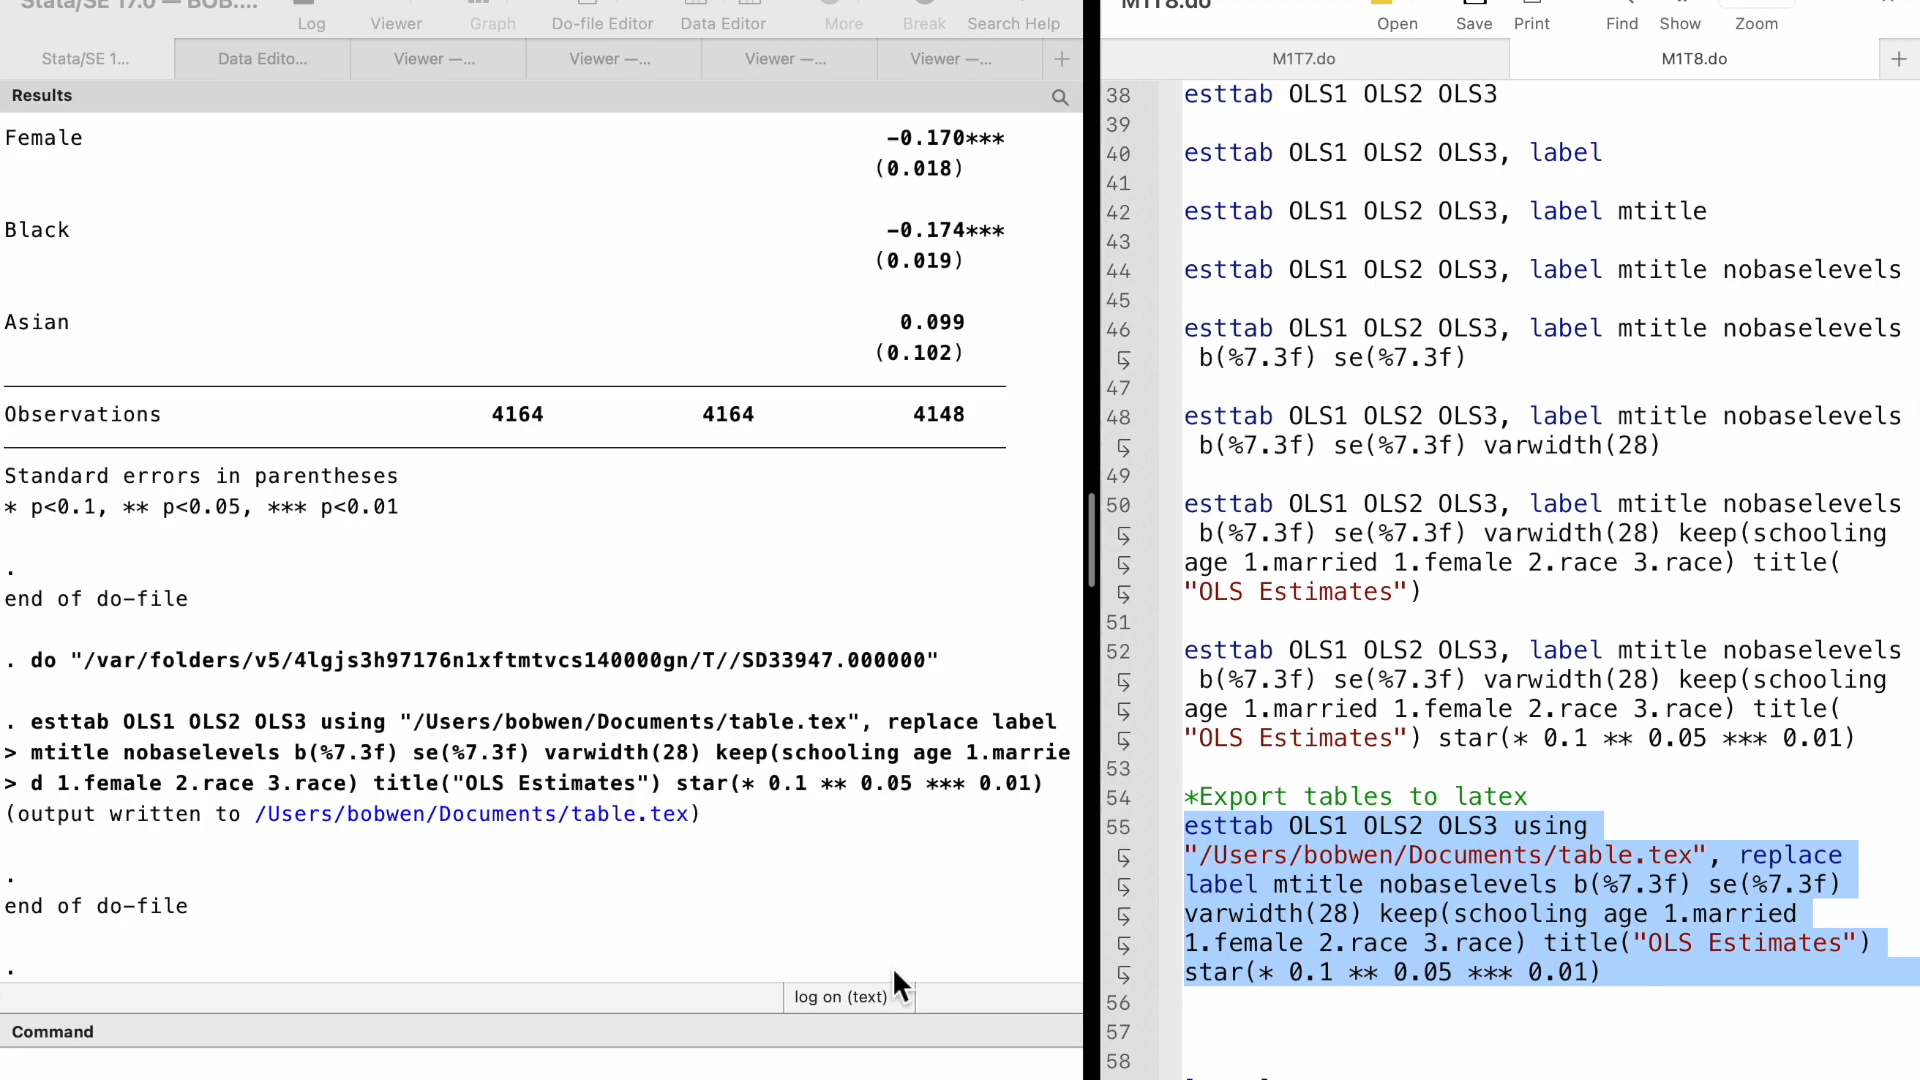 Stata/SE 17.0 — BOB....
Log
Viewer
Graph
Do-file Editor
Data Editor
More
Break
Search Help
Stata/SE 1...
Data Edito...
Viewer —...
Viewer —...
Viewer —...
Viewer —...
Results
Female -0.170***
(0.018)
Black -0.174***
(0.019)
Asian 0.099
(0.102)
Observations 4164 4164 4148
Standard errors in parentheses
* p<0.1, ** p<0.05, *** p<0.01
.
end of do-file
. do "/var/folders/v5/4lgjs3h97176n1xftmtvcs140000gn/T//SD33947.000000"
. esttab OLS1 OLS2 OLS3 using "/Users/bobwen/Documents/table.tex", replace label
> mtitle nobaselevels b(%7.3f) se(%7.3f) varwidth(28) keep(schooling age 1.marrie
> d 1.female 2.race 3.race) title("OLS Estimates") star(* 0.1 ** 0.05 *** 0.01)
(output written to /Users/bobwen/Documents/table.tex)
.
end of do-file
.
log on (text)
Command
M1T8.do
Open
Save
Print
Find
Show
Zoom
M1T7.do
M1T8.do
38 esttab OLS1 OLS2 OLS3
39
40 esttab OLS1 OLS2 OLS3, label
41
42 esttab OLS1 OLS2 OLS3, label mtitle
43
44 esttab OLS1 OLS2 OLS3, label mtitle nobaselevels
45
46 esttab OLS1 OLS2 OLS3, label mtitle nobaselevels
b(%7.3f) se(%7.3f)
47
48 esttab OLS1 OLS2 OLS3, label mtitle nobaselevels
b(%7.3f) se(%7.3f) varwidth(28)
49
50 esttab OLS1 OLS2 OLS3, label mtitle nobaselevels
b(%7.3f) se(%7.3f) varwidth(28) keep(schooling
age 1.married 1.female 2.race 3.race) title(
"OLS Estimates")
51
52 esttab OLS1 OLS2 OLS3, label mtitle nobaselevels
b(%7.3f) se(%7.3f) varwidth(28) keep(schooling
age 1.married 1.female 2.race 3.race) title(
"OLS Estimates") star(* 0.1 ** 0.05 *** 0.01)
53
54 *Export tables to latex
55 esttab OLS1 OLS2 OLS3 using
"/Users/bobwen/Documents/table.tex", replace
label mtitle nobaselevels b(%7.3f) se(%7.3f)
varwidth(28) keep(schooling age 1.married
1.female 2.race 3.race) title("OLS Estimates")
star(* 0.1 ** 0.05 *** 0.01)
56
57
58